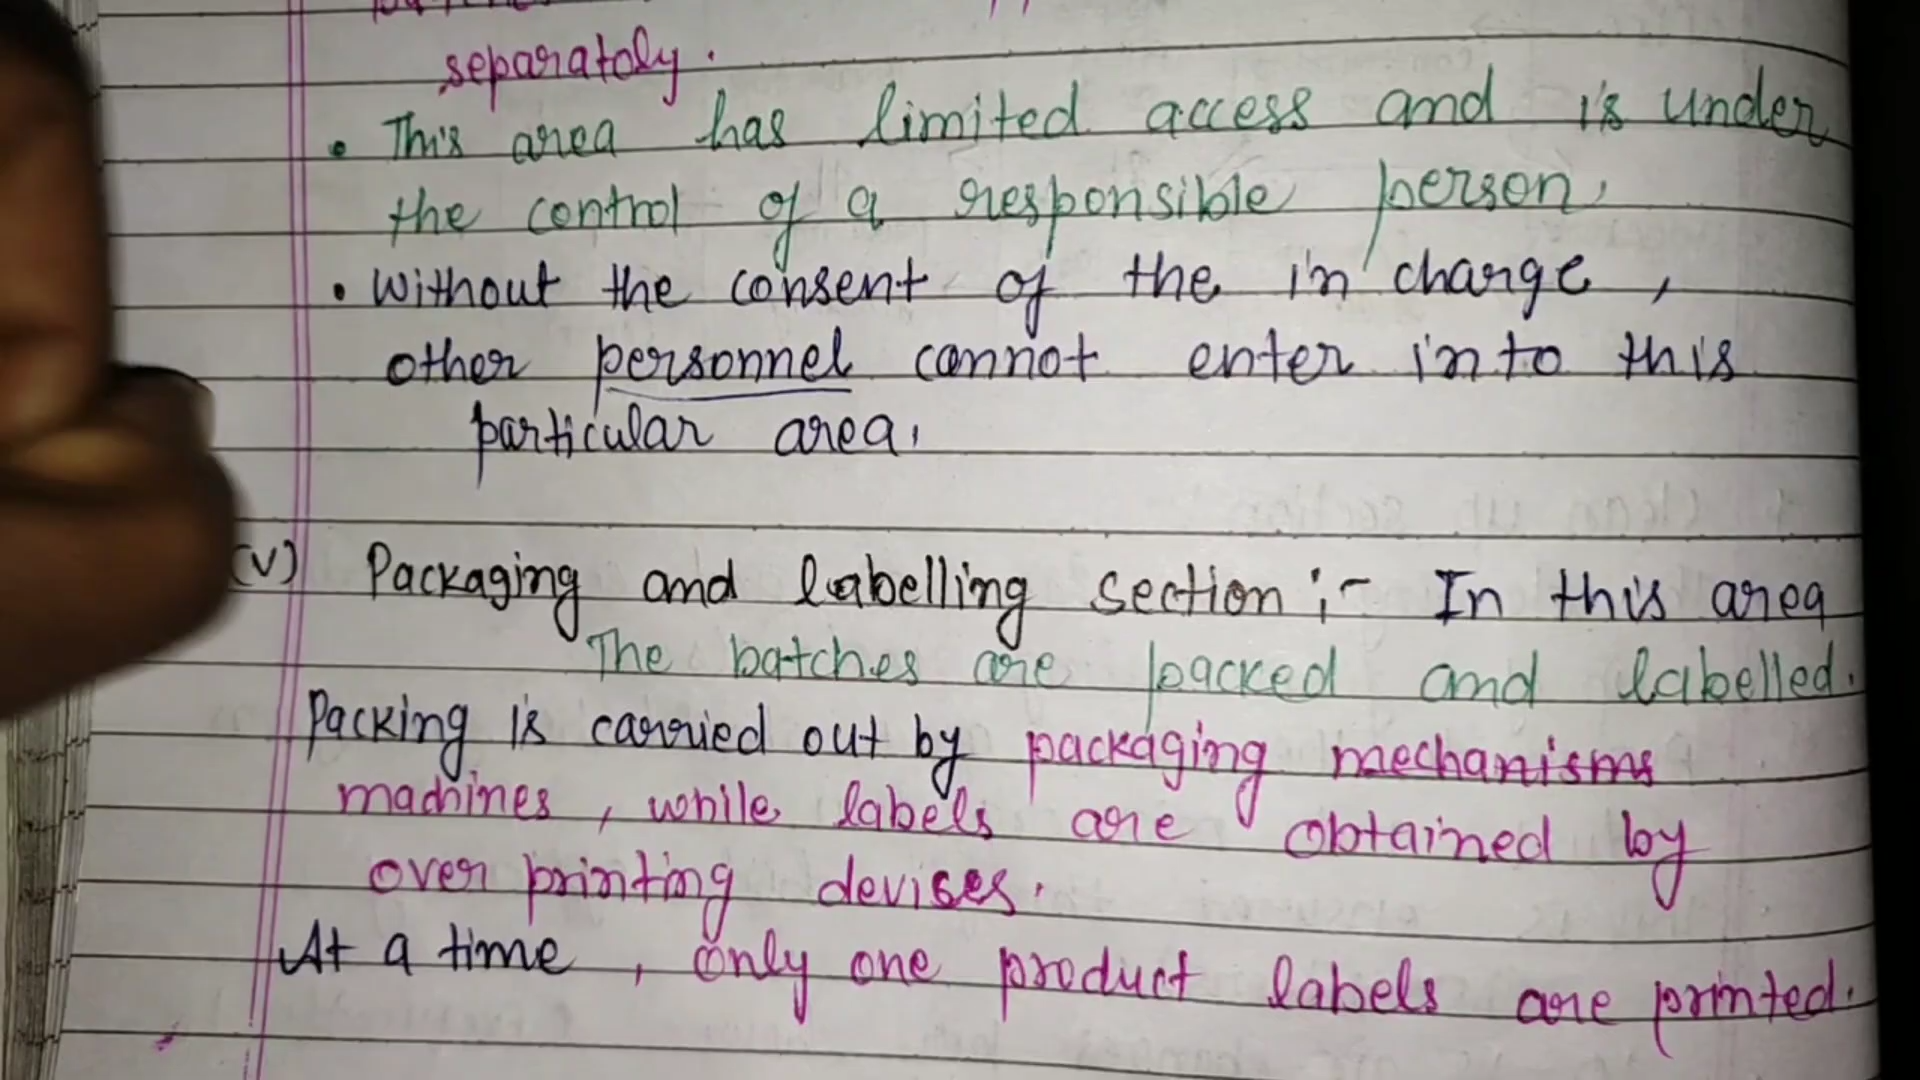 separately.
• This area has limited access and is under
the control of a responsible person.
• Without the consent of the in charge,
other personnel cannot enter into this
particular area.
(v) Packaging and labelling section :- In this area
The batches are packed and labelled.
Packing is carried out by packaging mechanisms
machines, while labels are obtained by
over printing devises.
At a time, only one product labels are printed.